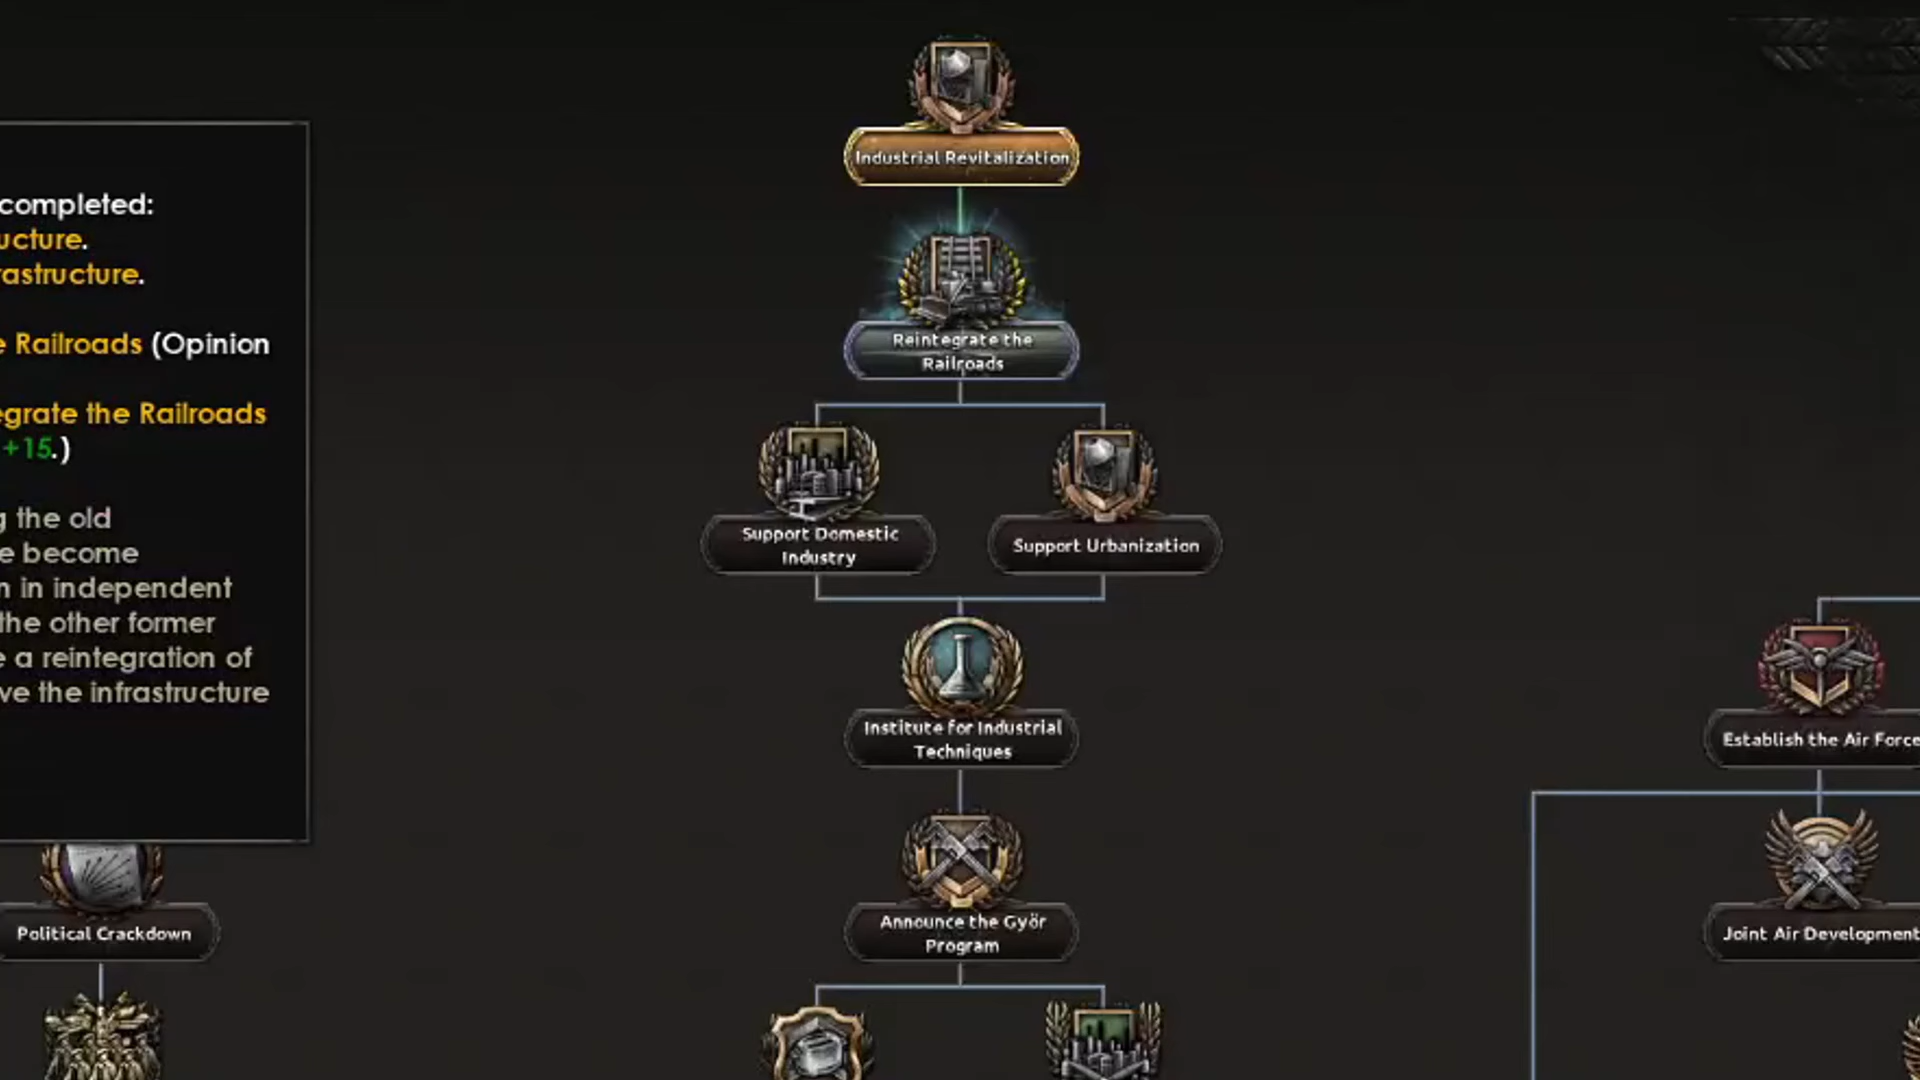 completed:
ucture.
astructure.
e Railroads (Opinion
egrate the Railroads
+15.)
g the old
e become
n in independent
the other former
e a reintegration of
ve the infrastructure
Industrial Revitalization
Reintegrate the
Railroads
Support Domestic
Industry
Support Urbanization
Institute for Industrial
Techniques
Establish the Air Force
Announce the Győr
Program
Political Crackdown
Joint Air Development